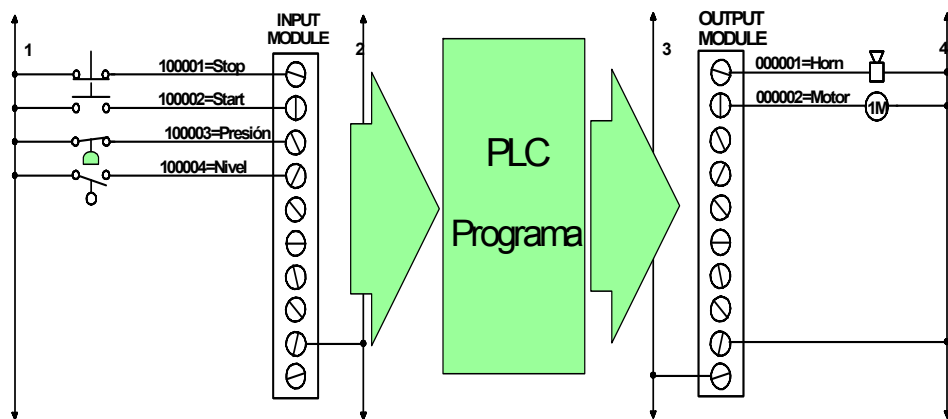 INPUT
MODULE
OUTPUT
MODULE
1
2
3
4
100001=Stop
100002=Start
100003=Presión
100004=Nivel
PLC
Programa
000001=Horn
000002=Motor
1M